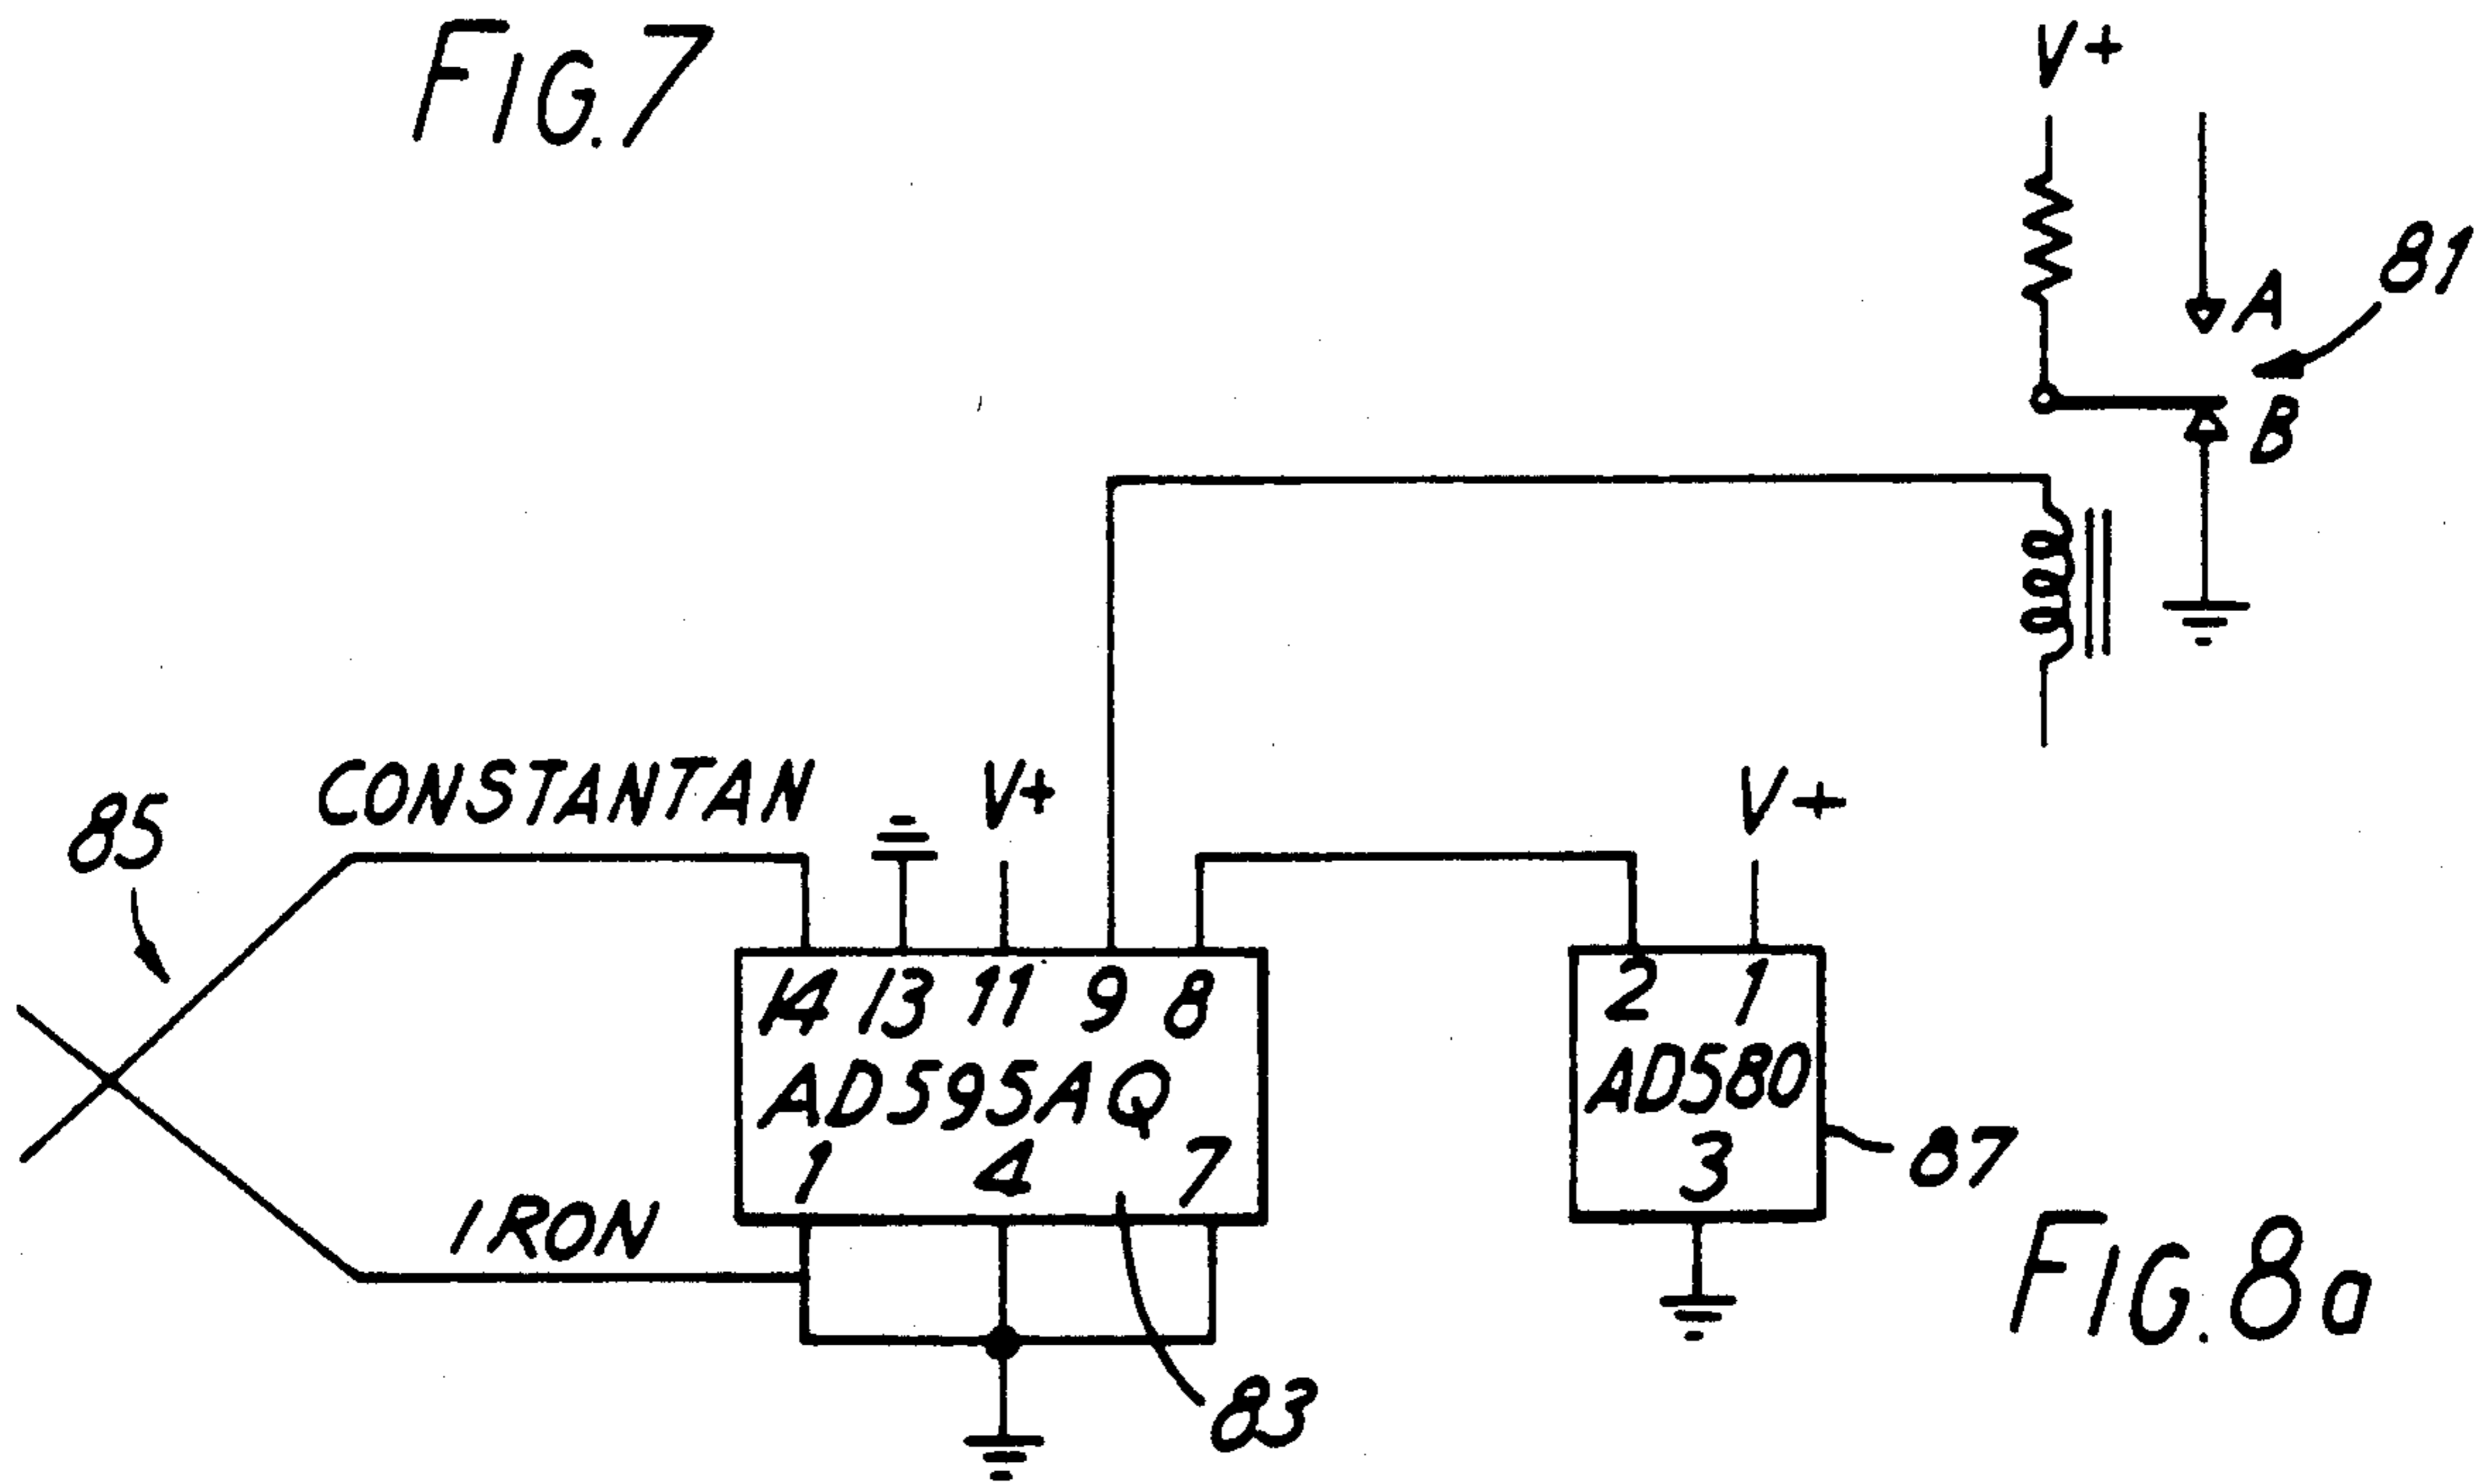 FIG.7
V+
A
81
B
CONSTANTAN
V+
V+
85
14 13 11 9 8
AD595AQ
1 4 7
2 1
AD580
3
87
IRON
83
FIG.8a